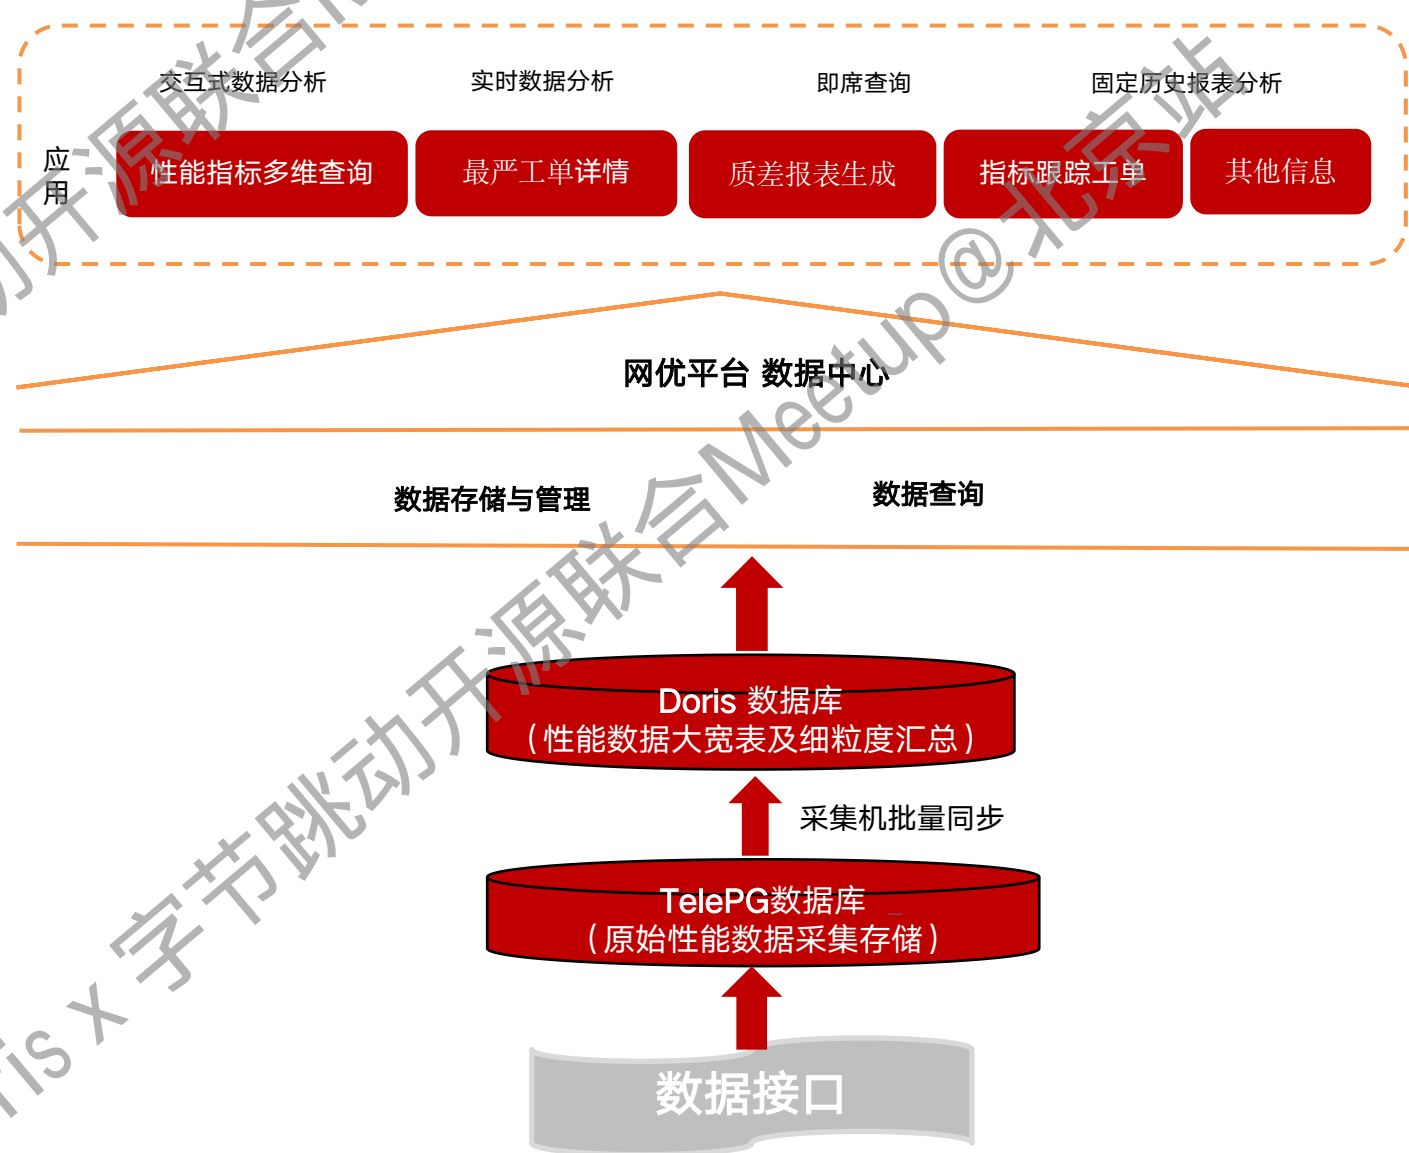 交互式数据分析
实时数据分析
即席查询
固定历史报表分析
应用
性能指标多维查询
最严工单详情
质差报表生成
指标跟踪工单
其他信息
网优平台 数据中心
数据存储与管理
数据查询
Doris 数据库
（性能数据大宽表及细粒度汇总）
采集机批量同步
TelePG数据库
（原始性能数据采集存储）
数据接口
动开源联合M
ris x 字节跳动开源联合Meetup@北京站